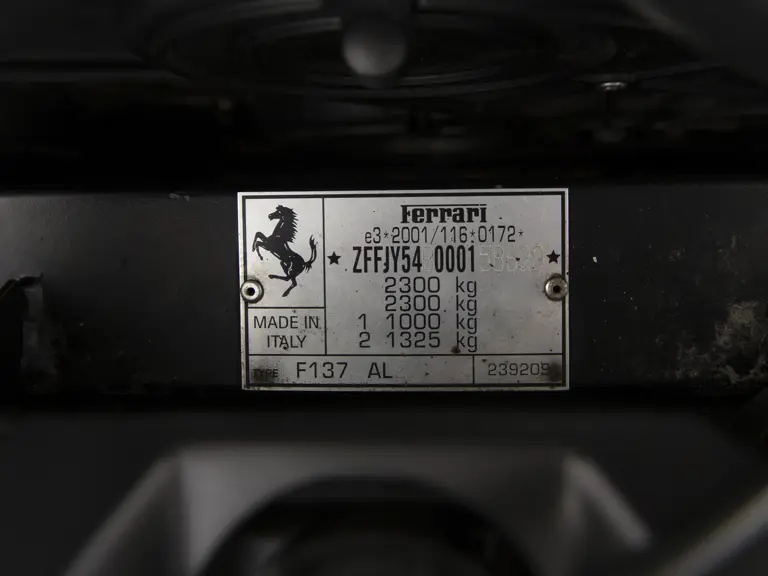 Ferrari
e3*2001/116*0172*
★ ZFFJY54 0001 ★
2300 kg
2300 kg
1 1000 kg
2 1325 kg
MADE IN
ITALY
TYPE F137 AL
239209